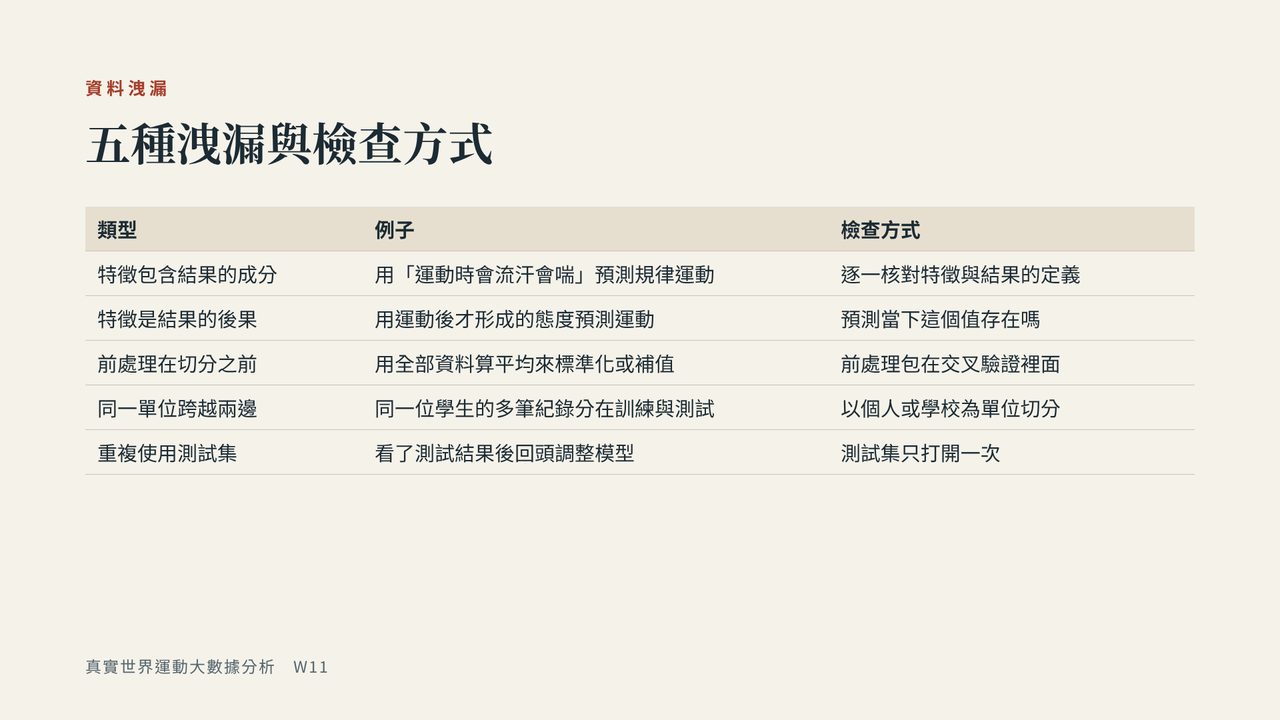 資料洩漏
五種洩漏與檢查方式
類型 例子 檢查方式
特徵包含結果的成分 用「運動時會流汗會喘」預測規律運動 逐一核對特徵與結果的定義
特徵是結果的後果 用運動後才形成的態度預測運動 預測當下這個值存在嗎
前處理在切分之前 用全部資料算平均來標準化或補值 前處理包在交叉驗證裡面
同一單位跨越兩邊 同一位學生的多筆紀錄分在訓練與測試 以個人或學校為單位切分
重複使用測試集 看了測試結果後回頭調整模型 測試集只打開一次
真實世界運動大數據分析 W11